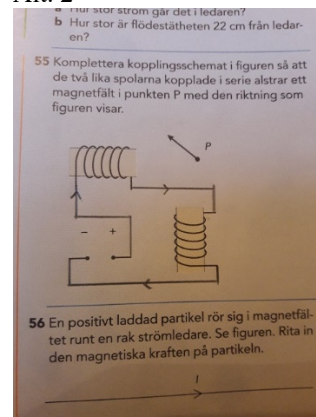 a Hur stor ström går det i ledaren?
b Hur stor är flödestätheten 22 cm från ledar-
en?
55 Komplettera kopplingsschemat i figuren så att
de två lika spolarna kopplade i serie alstrar ett
magnetfält i punkten P med den riktning som
figuren visar.
P
- +
56 En positivt laddad partikel rör sig i magnetfäl-
tet runt en rak strömledare. Se figuren. Rita in
den magnetiska kraften på partikeln.
I